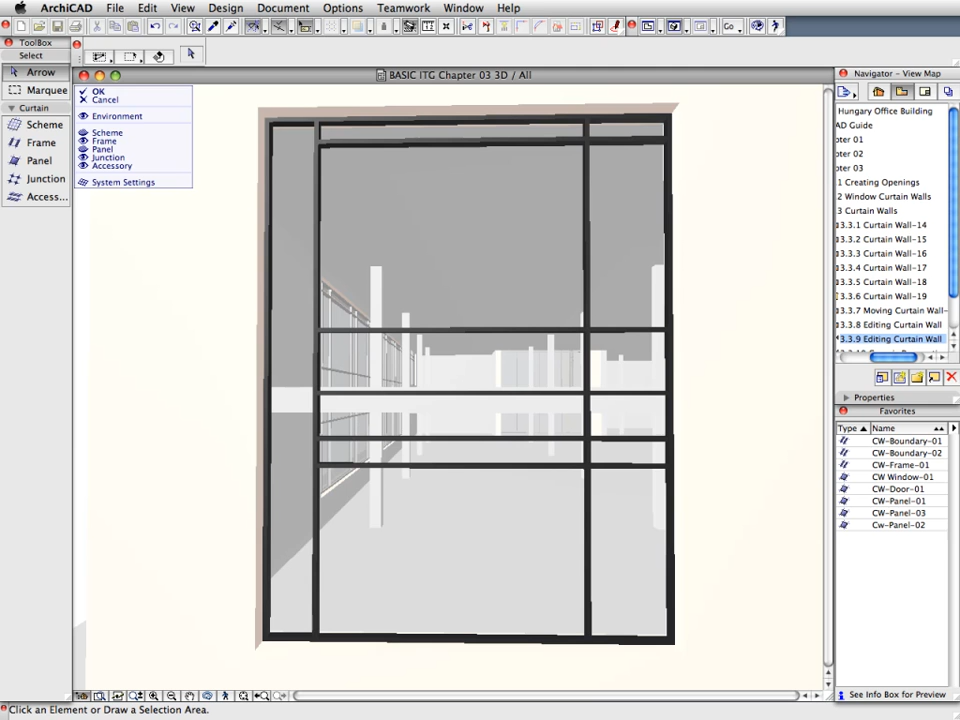 ArchiCAD File Edit View Design Document Options Teamwork Window Help
Go...
ToolBox
Select
Arrow
Marquee
Curtain
Scheme
Frame
Panel
Junction
Access...
BASIC ITG Chapter 03 3D / All
OK
Cancel
Environment
Scheme
Frame
Panel
Junction
Accessory
System Settings
Navigator - View Map
Hungary Office Building
AD Guide
pter 01
pter 02
pter 03
1 Creating Openings
2 Window Curtain Walls
3 Curtain Walls
3.3.1 Curtain Wall-14
3.3.2 Curtain Wall-15
3.3.3 Curtain Wall-16
3.3.4 Curtain Wall-17
3.3.5 Curtain Wall-18
3.3.6 Curtain Wall-19
3.3.7 Moving Curtain Wall-
3.3.8 Editing Curtain Wall
3.3.9 Editing Curtain Wall
Properties
Favorites
Type Name
CW-Boundary-01
CW-Boundary-02
CW-Frame-01
CW Window-01
CW-Door-01
CW-Panel-01
CW-Panel-03
Cw-Panel-02
See Info Box for Preview
Click an Element or Draw a Selection Area.